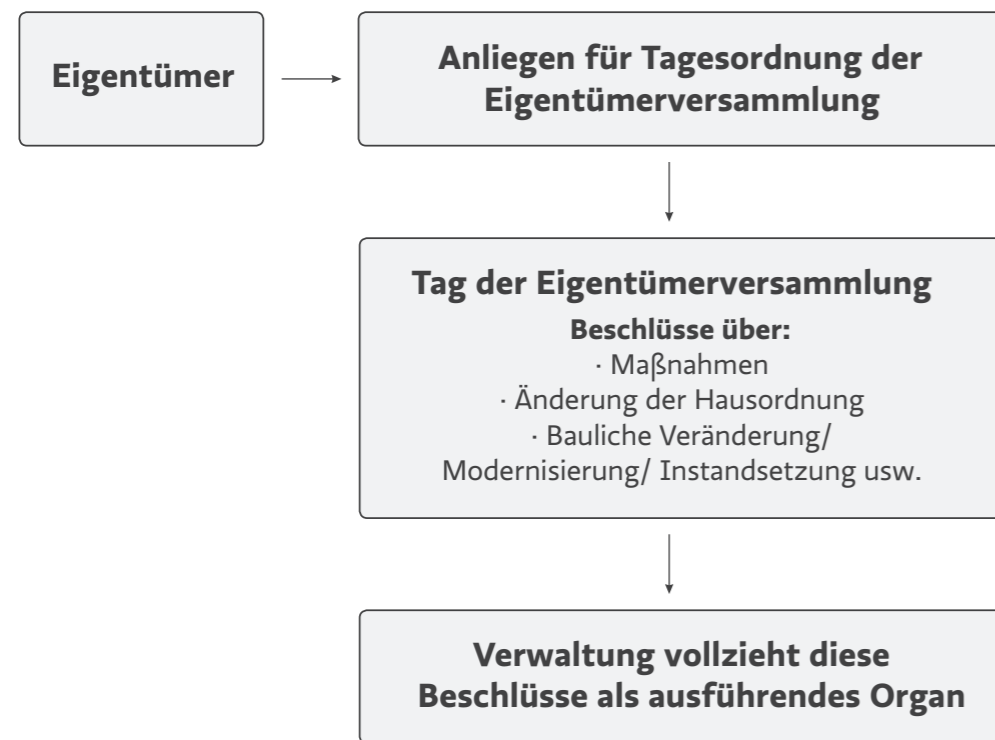 Eigentümer
Anliegen für Tagesordnung der
Eigentümerversammlung
Tag der Eigentümerversammlung
Beschlüsse über:
· Maßnahmen
· Änderung der Hausordnung
· Bauliche Veränderung/
Modernisierung/ Instandsetzung usw.
Verwaltung vollzieht diese
Beschlüsse als ausführendes Organ